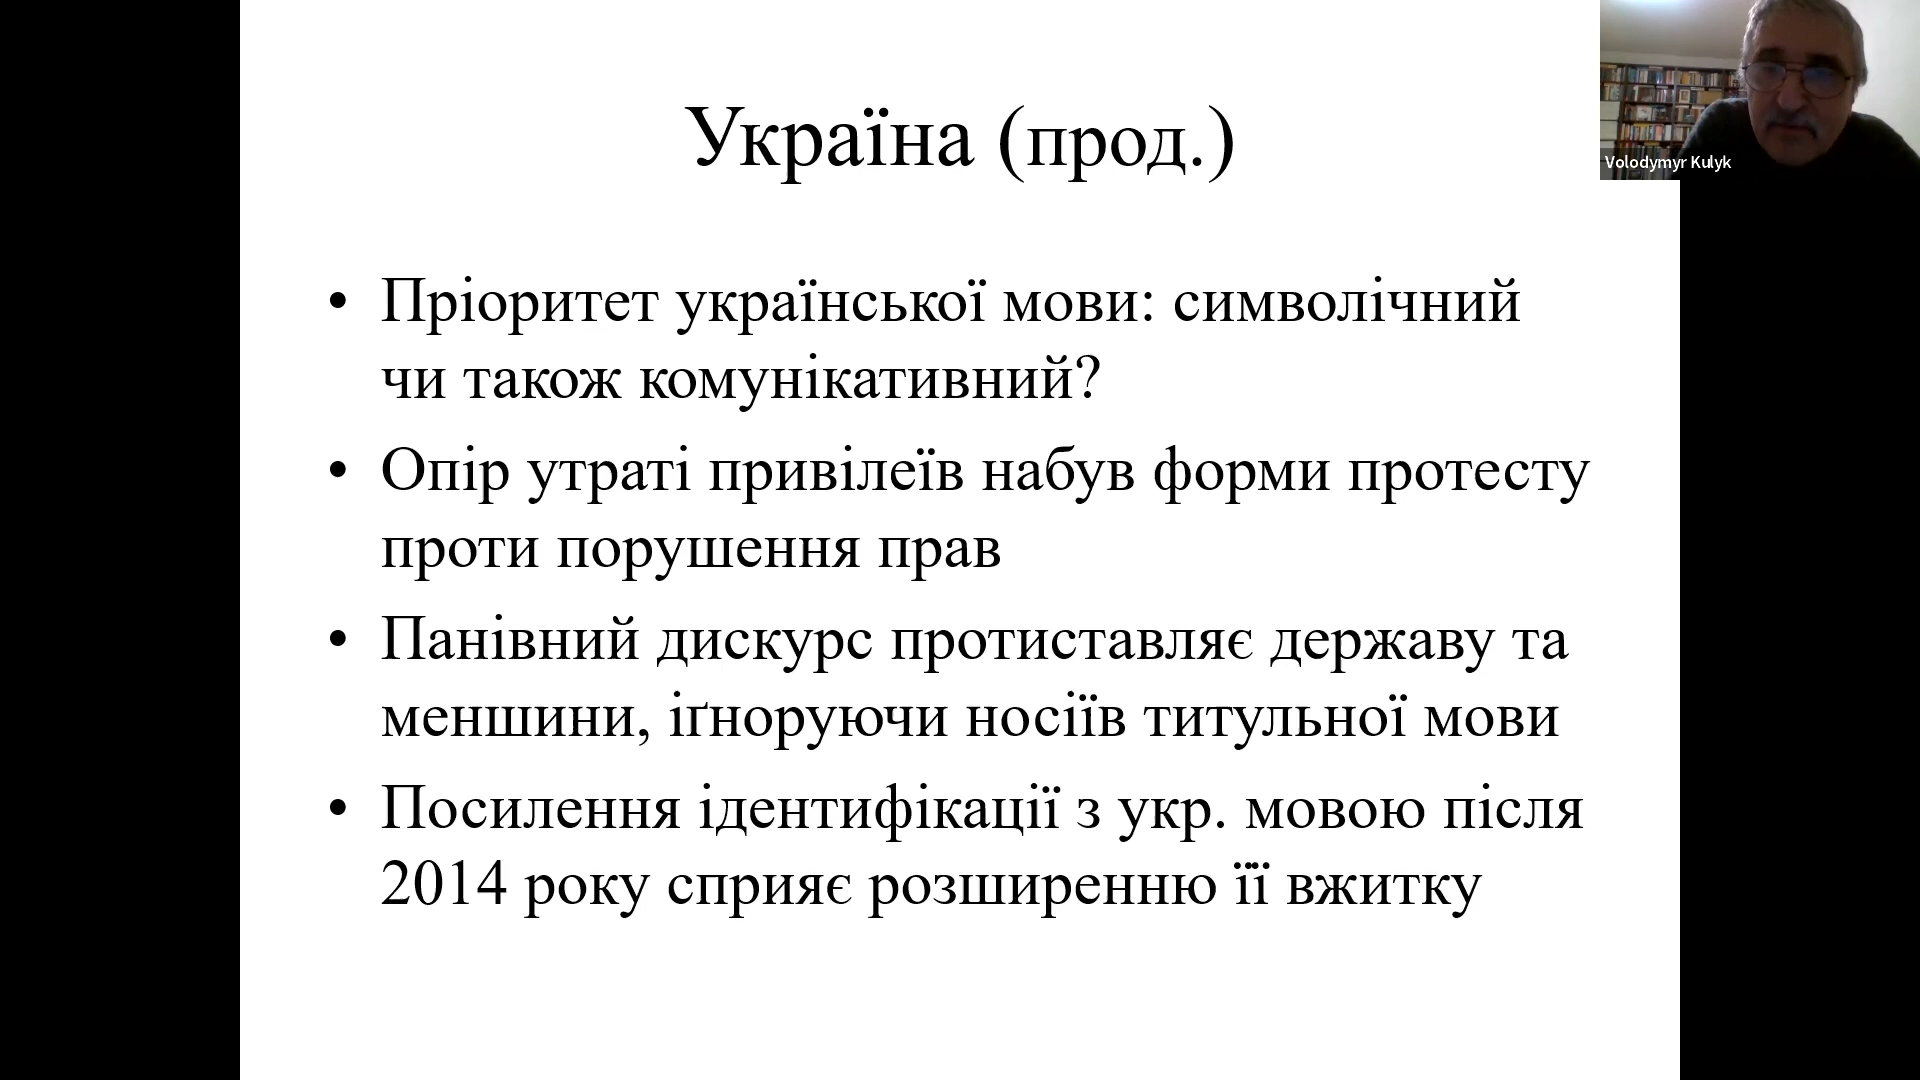 Україна (прод.)
Volodymyr Kulyk
• Пріоритет української мови: символічний
чи також комунікативний?
• Опір утраті привілеїв набув форми протесту
проти порушення прав
• Панівний дискурс протиставляє державу та
меншини, іґноруючи носіїв титульної мови
• Посилення ідентифікації з укр. мовою після
2014 року сприяє розширенню її вжитку